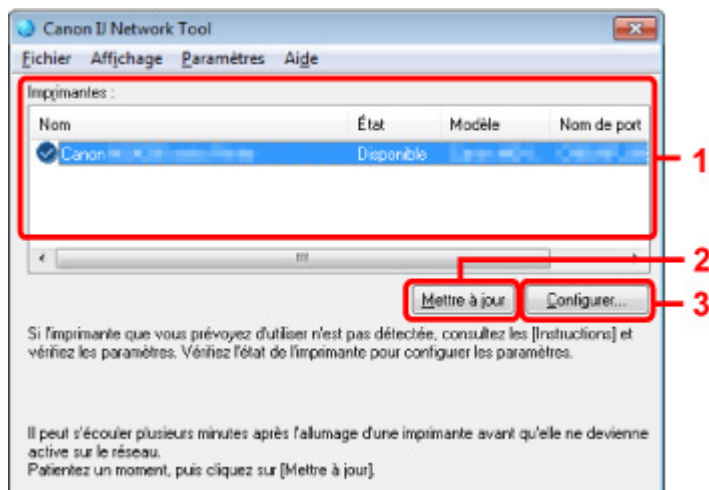 Canon IJ Network Tool
Fichier Affichage Paramètres Aide
Imprimantes :
Nom État Modèle Nom de port
Canon Disponible
1
2
Mettre à jour Configurer...
3
Si l'imprimante que vous prévoyez d'utiliser n'est pas détectée, consultez les [Instructions] et
vérifiez les paramètres. Vérifiez l'état de l'imprimante pour configurer les paramètres.
Il peut s'écouler plusieurs minutes après l'allumage d'une imprimante avant qu'elle ne devienne
active sur le réseau.
Patientez un moment, puis cliquez sur [Mettre à jour].